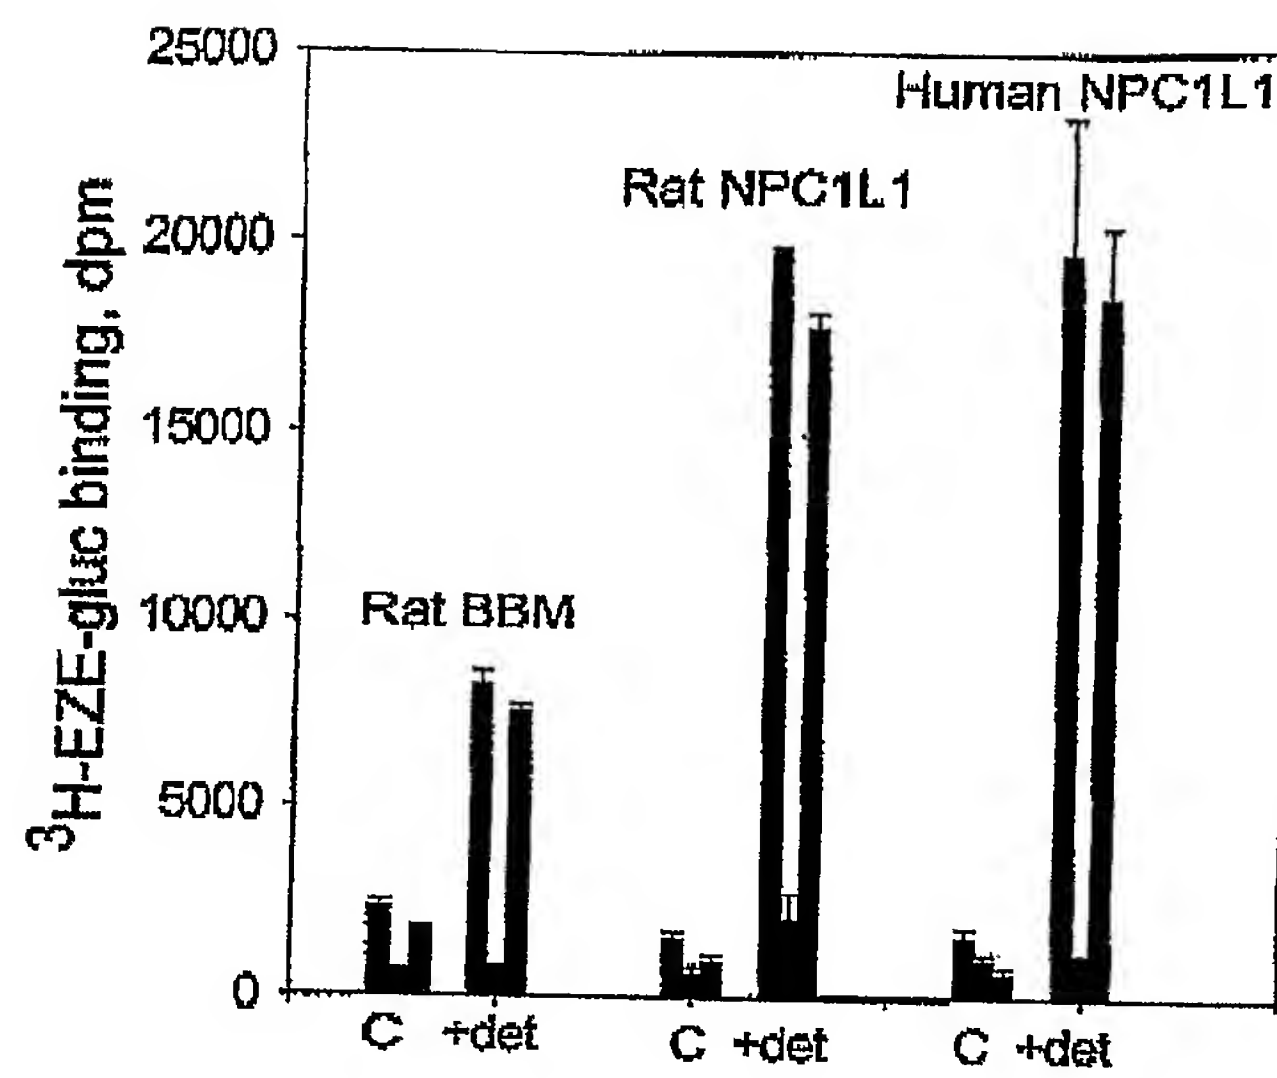 25000
Human NPC1L1
Rat NPC1L1
20000
15000
10000
Rat BBM
5000
0
³H-EZE-gluc binding, dpm
C +det C +det C +det